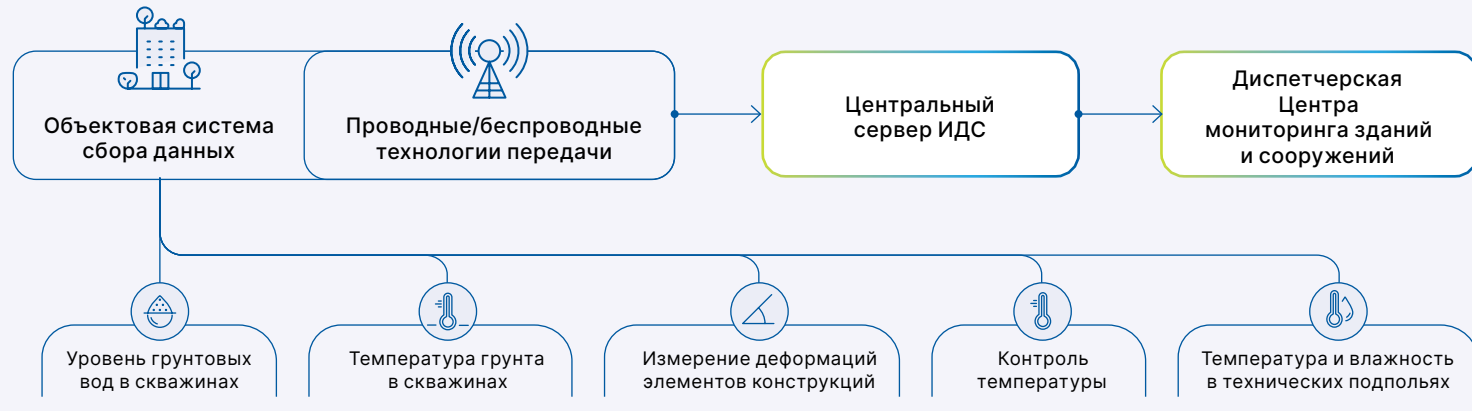 Объектовая система
сбора данных
Проводные/беспроводные
технологии передачи
Центральный
сервер ИДС
Диспетчерская
Центра
мониторинга зданий
и сооружений
Уровень грунтовых
вод в скважинах
Температура грунта
в скважинах
Измерение деформаций
элементов конструкций
Контроль
температуры
Температура и влажность
в технических подпольях